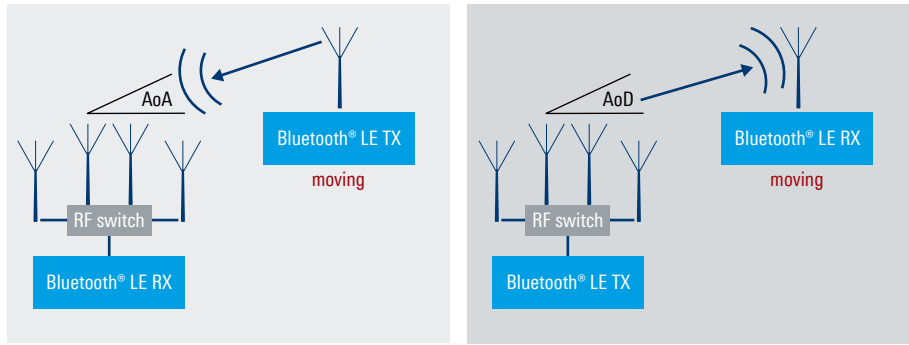 AoA
Bluetooth® LE TX
moving
RF switch
Bluetooth® LE RX
AoD
Bluetooth® LE RX
moving
RF switch
Bluetooth® LE TX